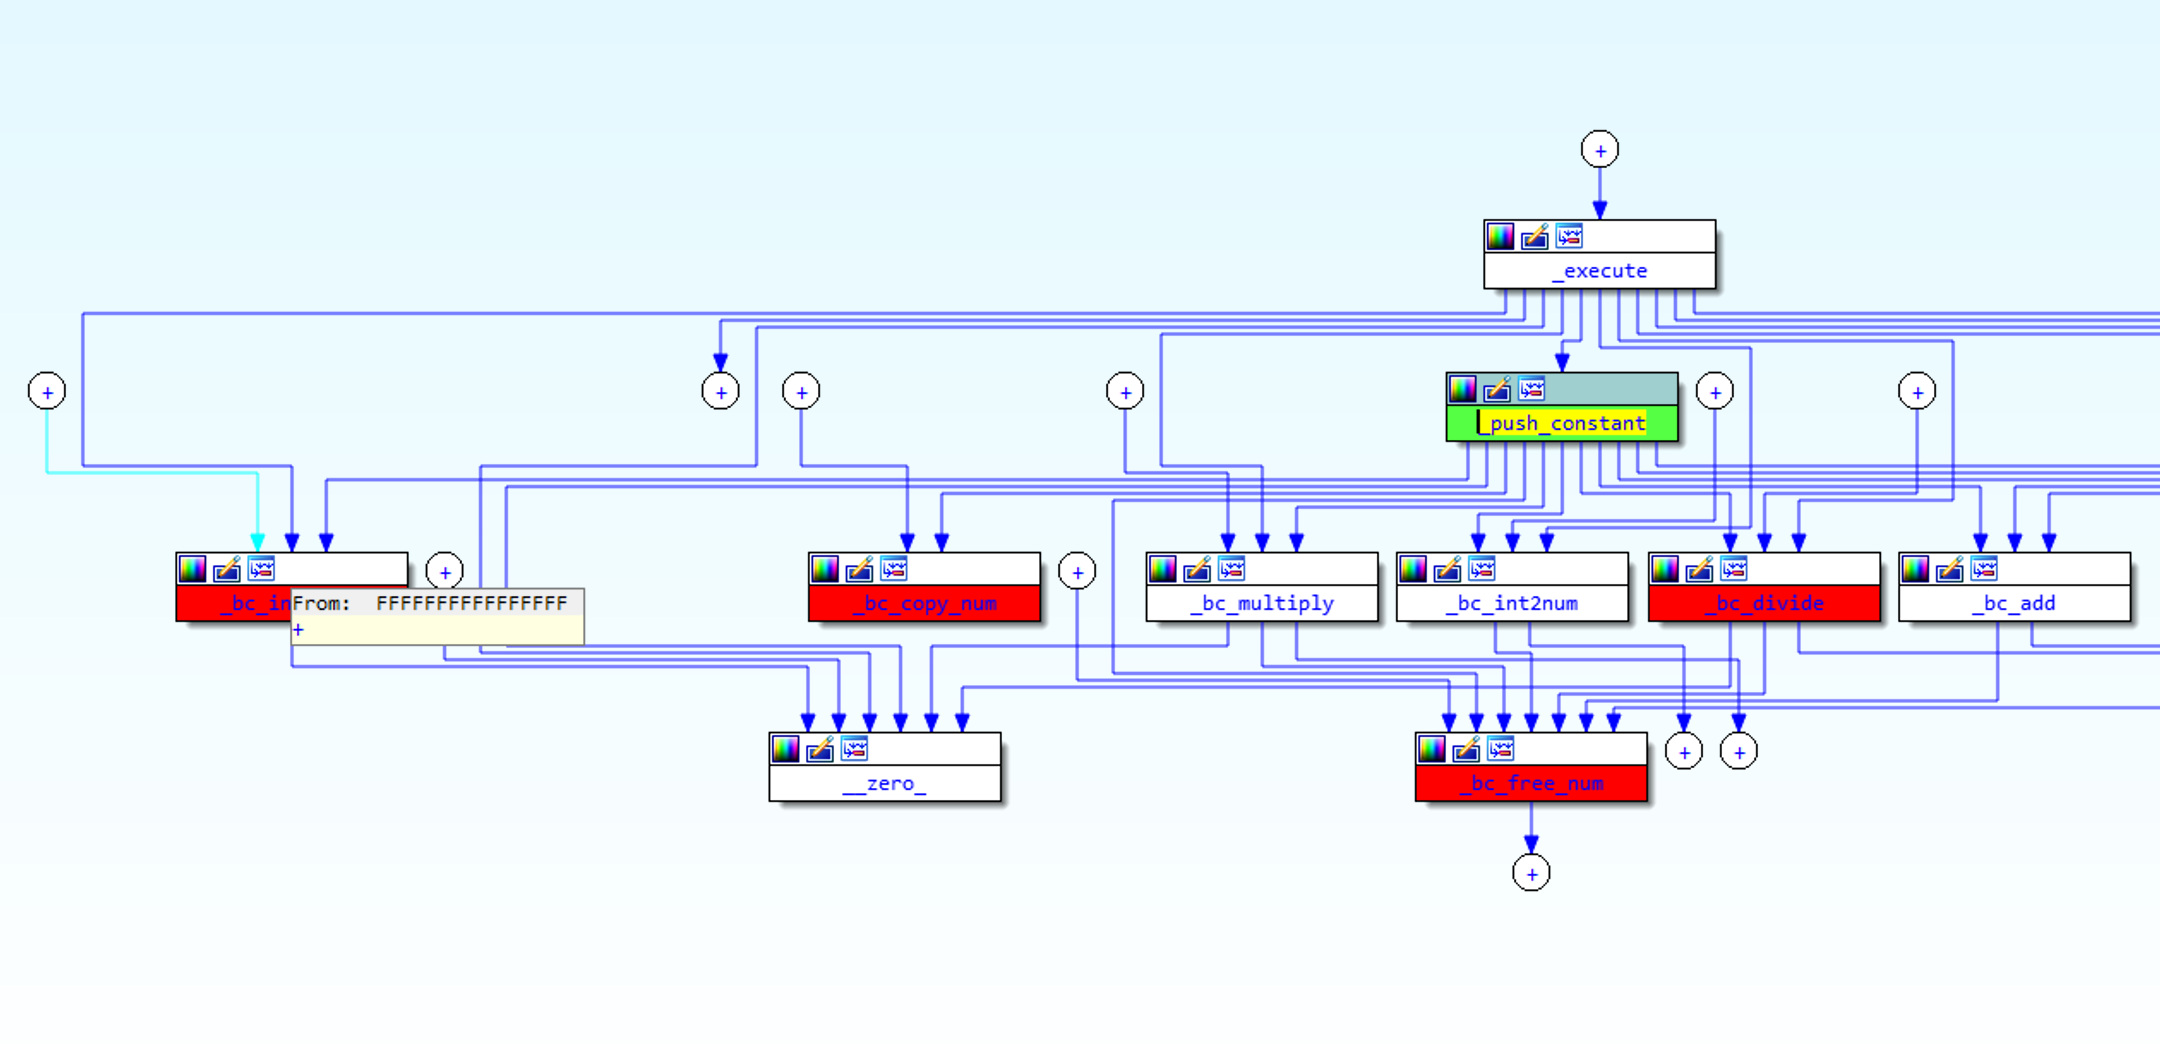 +
_execute
+
+
+
+
_push_constant
+
+
+
_bc_in
From: FFFFFFFFFFFFFFFF
+
_bc_copy_num
+
_bc_multiply
_bc_int2num
_bc_divide
_bc_add
__zero_
_bc_free_num
+
+
+